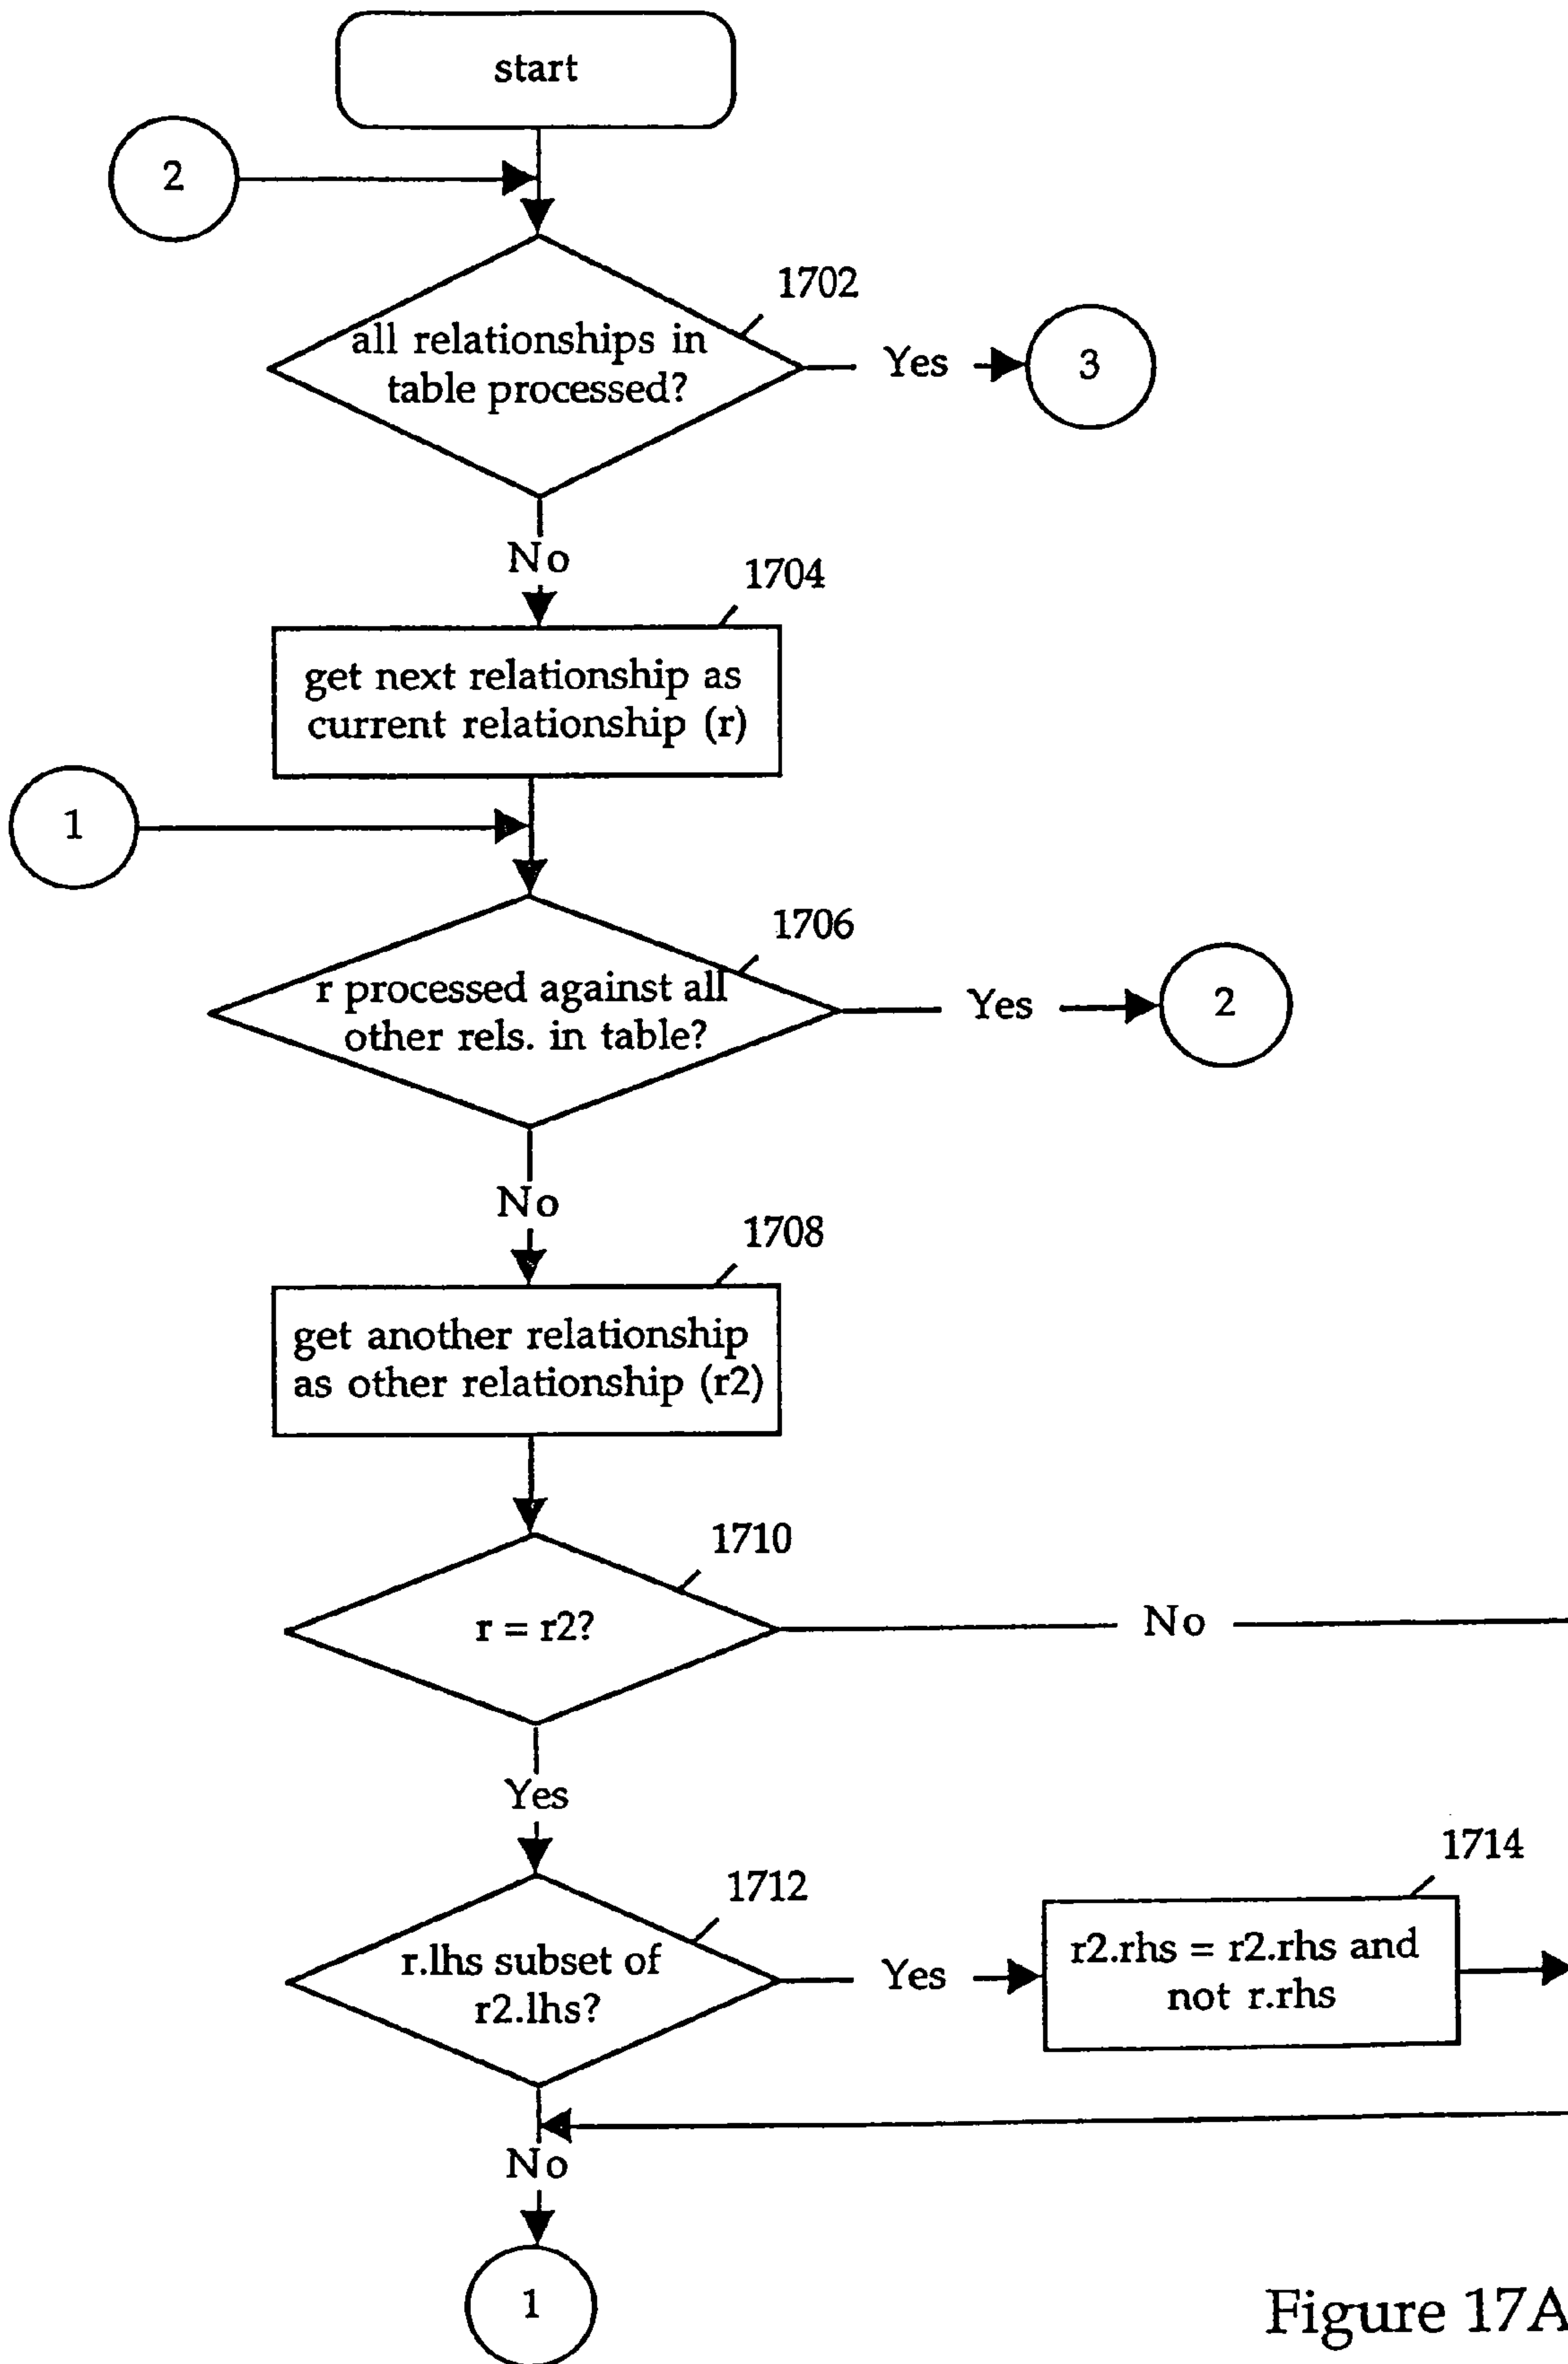 start
2
1702
all relationships in
table processed?
Yes
3
No
1704
get next relationship as
current relationship (r)
1
1706
r processed against all
other rels. in table?
Yes
2
No
1708
get another relationship
as other relationship (r2)
1710
r = r2?
No
Yes
1712
r.lhs subset of
r2.lhs?
Yes
1714
r2.rhs = r2.rhs and
not r.rhs
No
1
Figure 17A